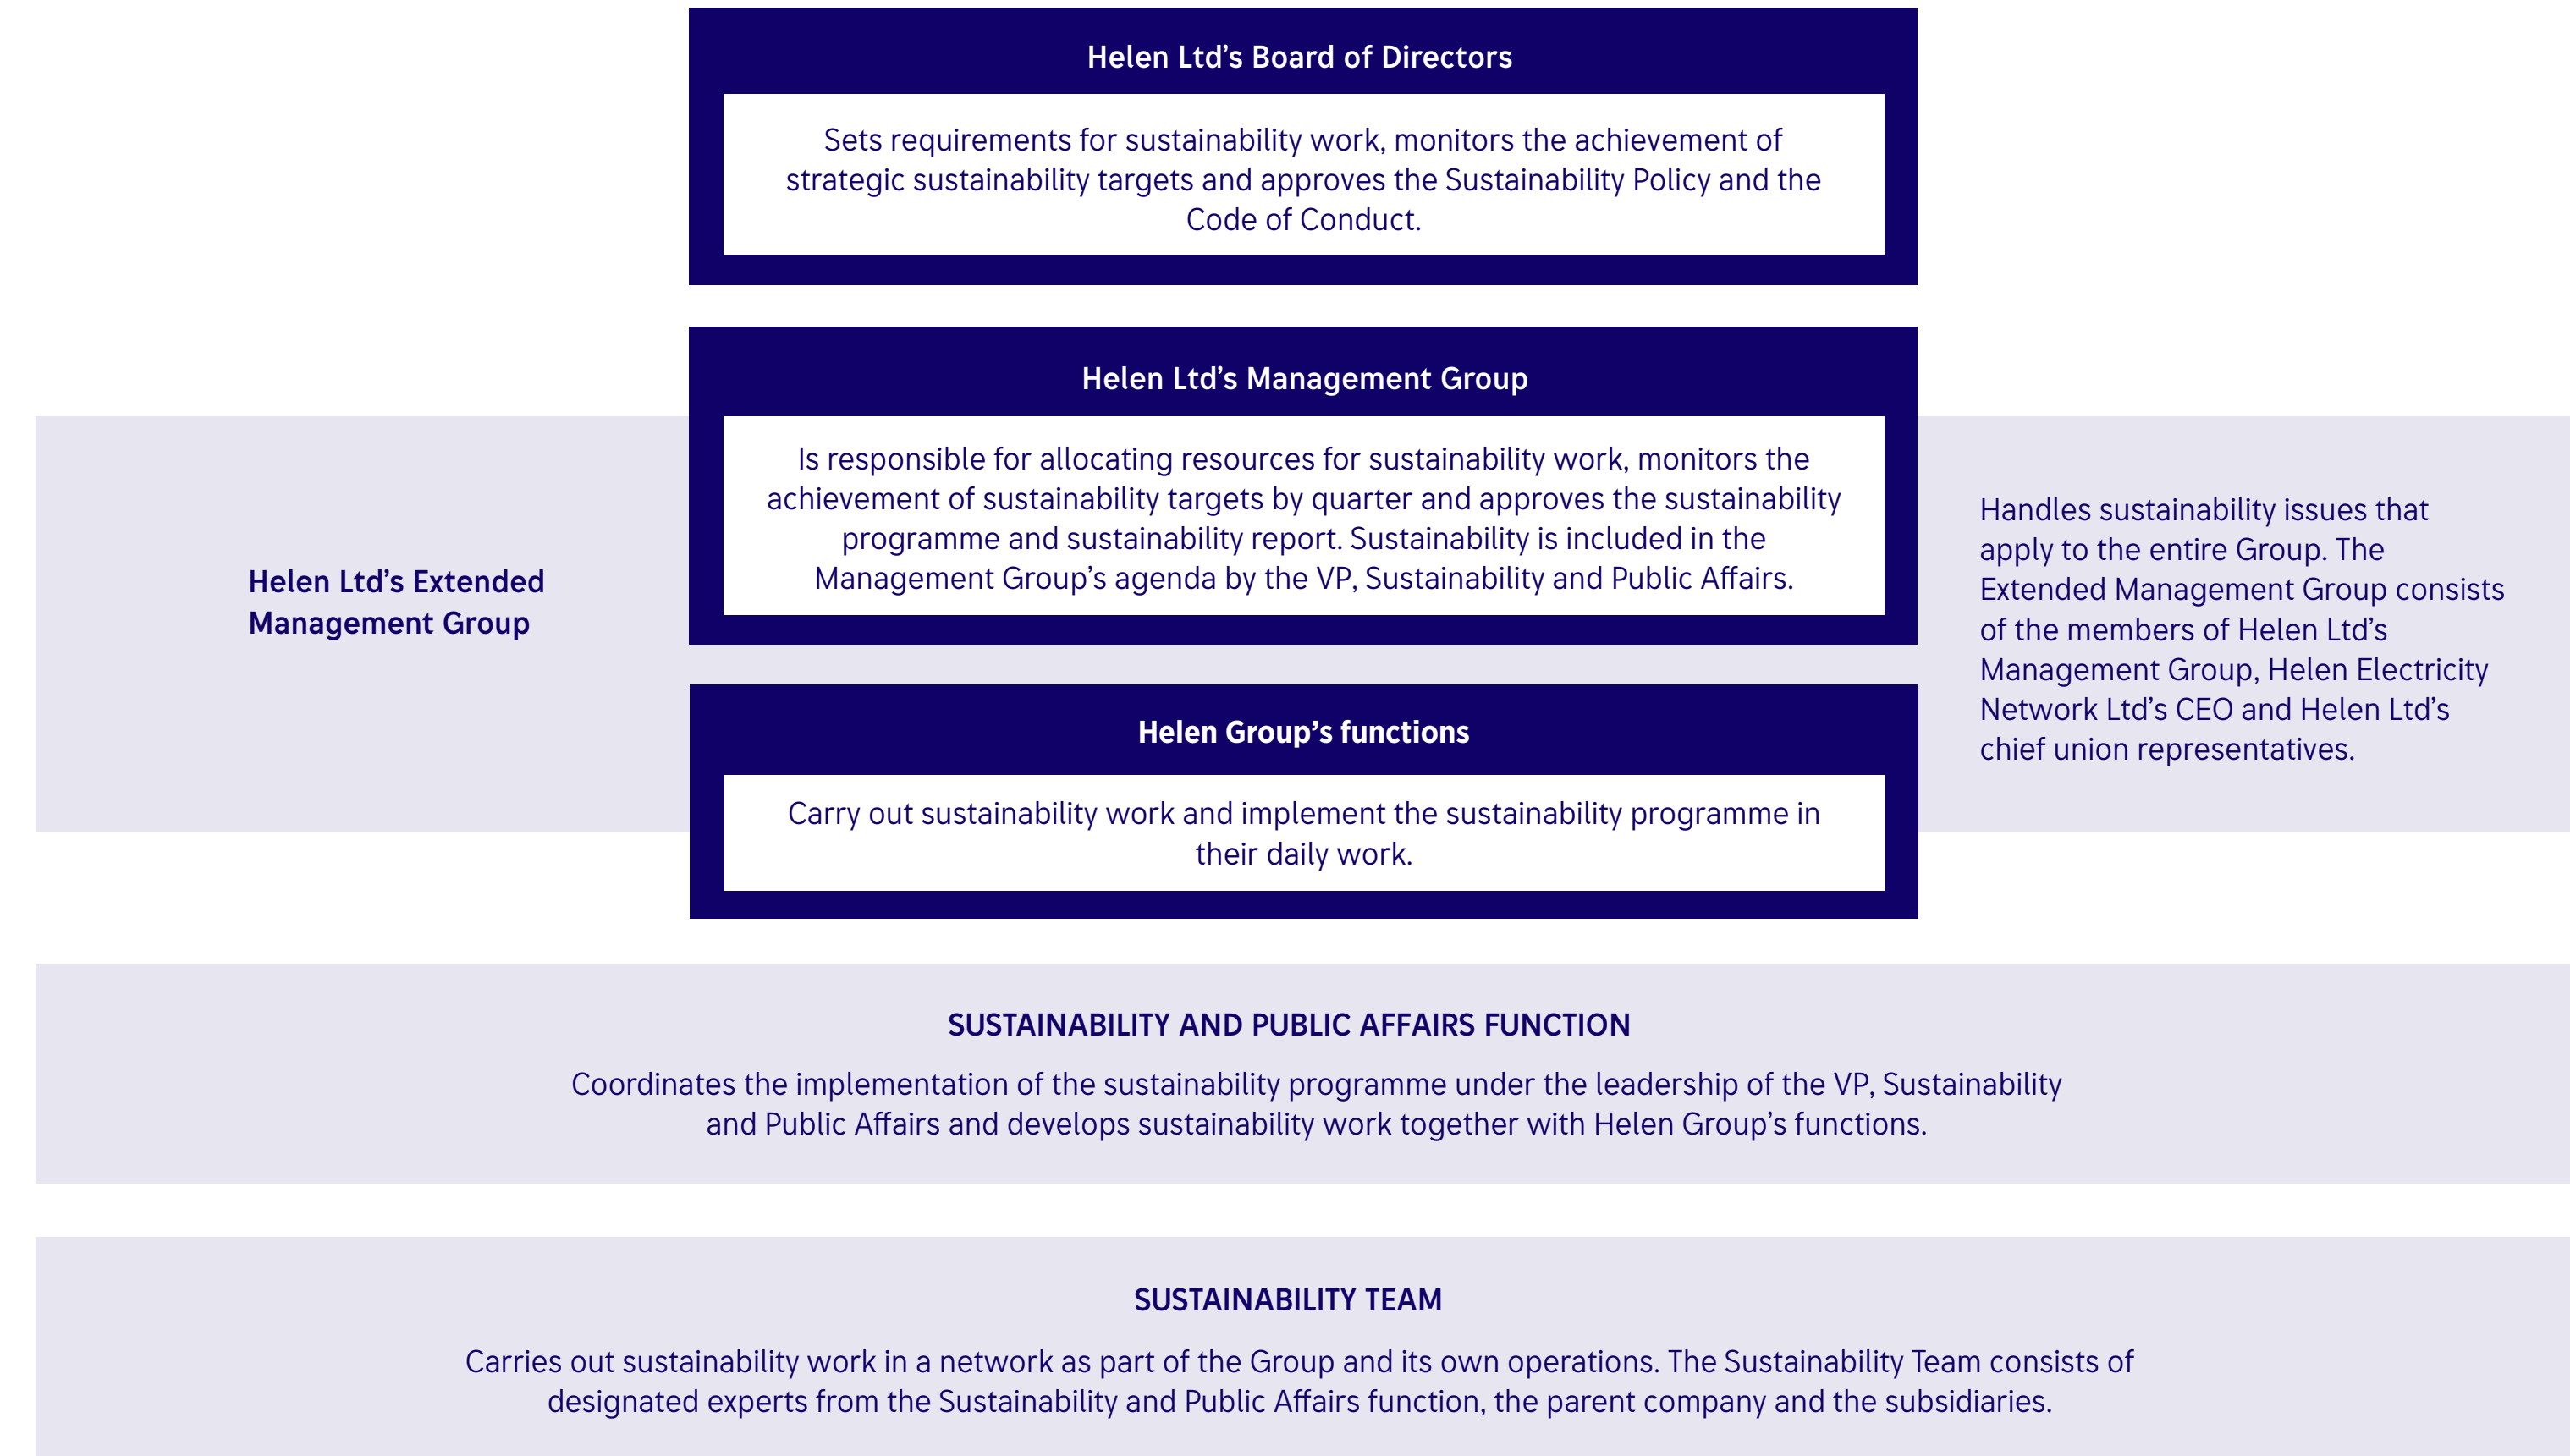 Helen Ltd’s Board of Directors
Sets requirements for sustainability work, monitors the achievement of
strategic sustainability targets and approves the Sustainability Policy and the
Code of Conduct.
Helen Ltd’s Management Group
Is responsible for allocating resources for sustainability work, monitors the
achievement of sustainability targets by quarter and approves the sustainability
programme and sustainability report. Sustainability is included in the
Management Group’s agenda by the VP, Sustainability and Public Affairs.
Helen Ltd’s Extended
Management Group
Handles sustainability issues that
apply to the entire Group. The
Extended Management Group consists
of the members of Helen Ltd’s
Management Group, Helen Electricity
Network Ltd’s CEO and Helen Ltd’s
chief union representatives.
Helen Group’s functions
Carry out sustainability work and implement the sustainability programme in
their daily work.
SUSTAINABILITY AND PUBLIC AFFAIRS FUNCTION
Coordinates the implementation of the sustainability programme under the leadership of the VP, Sustainability
and Public Affairs and develops sustainability work together with Helen Group’s functions.
SUSTAINABILITY TEAM
Carries out sustainability work in a network as part of the Group and its own operations. The Sustainability Team consists of
designated experts from the Sustainability and Public Affairs function, the parent company and the subsidiaries.